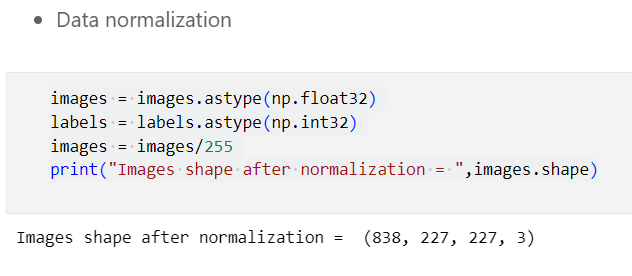 • Data normalization
images = images.astype(np.float32)
labels = labels.astype(np.int32)
images = images/255
print("Images shape after normalization = ",images.shape)
Images shape after normalization =  (838, 227, 227, 3)